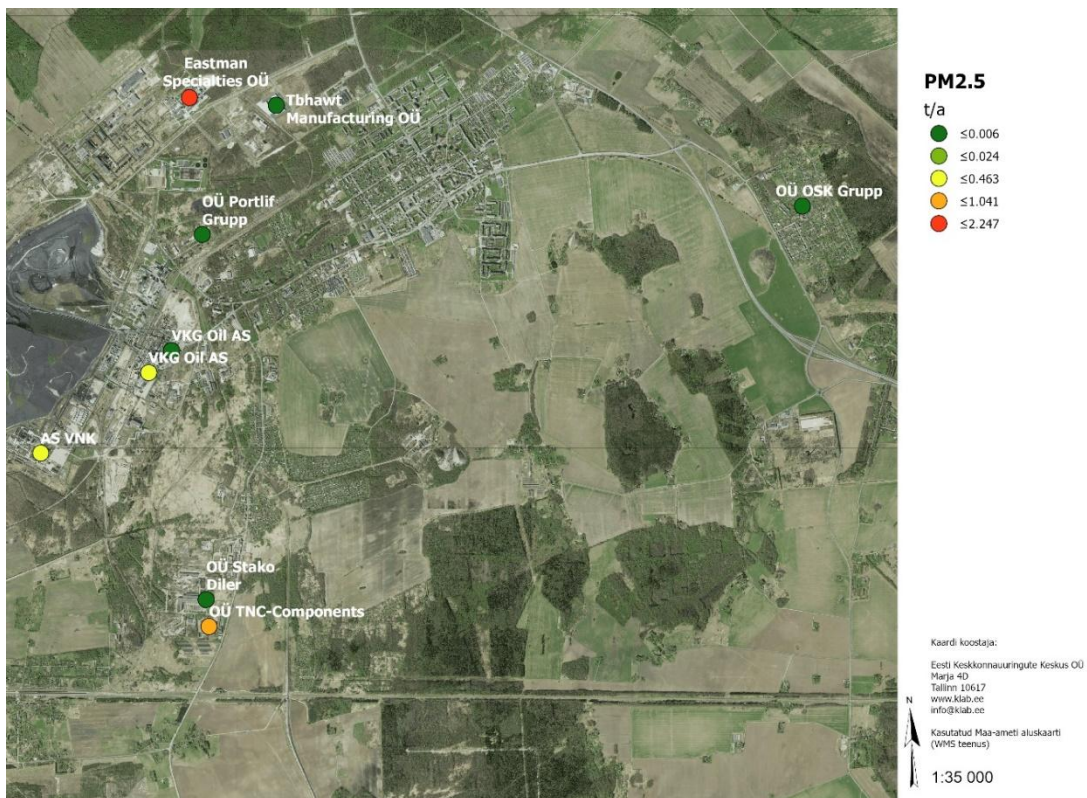 Eastman
Specialties OÜ
Tbhawt
Manufacturing OÜ
OÜ Portlif
Grupp
OÜ OSK Grupp
VKG Oil AS
VKG Oil AS
AS VNK
OÜ Stako
Diler
OÜ TNC-Components
PM2.5
t/a
≤0.006
≤0.024
≤0.463
≤1.041
≤2.247
Kaardi koostaja:
Eesti Keskkonnauuringute Keskus OÜ
Marja 4D
Tallinn 10617
www.klab.ee
info@klab.ee
Kasutatud Maa-ameti aluskaarti
(WMS teenus)
N
1:35 000